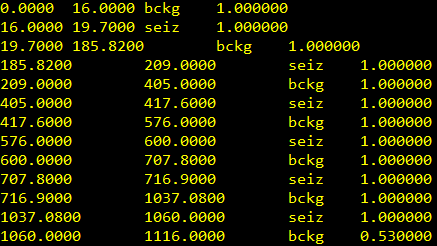 0.0000 16.0000 bckg 1.000000
16.0000 19.7000 seiz 1.000000
19.7000 185.8200 bckg 1.000000
185.8200 209.0000 seiz 1.000000
209.0000 405.0000 bckg 1.000000
405.0000 417.6000 seiz 1.000000
417.6000 576.0000 bckg 1.000000
576.0000 600.0000 seiz 1.000000
600.0000 707.8000 bckg 1.000000
707.8000 716.9000 seiz 1.000000
716.9000 1037.0800 bckg 1.000000
1037.0800 1060.0000 seiz 1.000000
1060.0000 1116.0000 bckg 0.530000